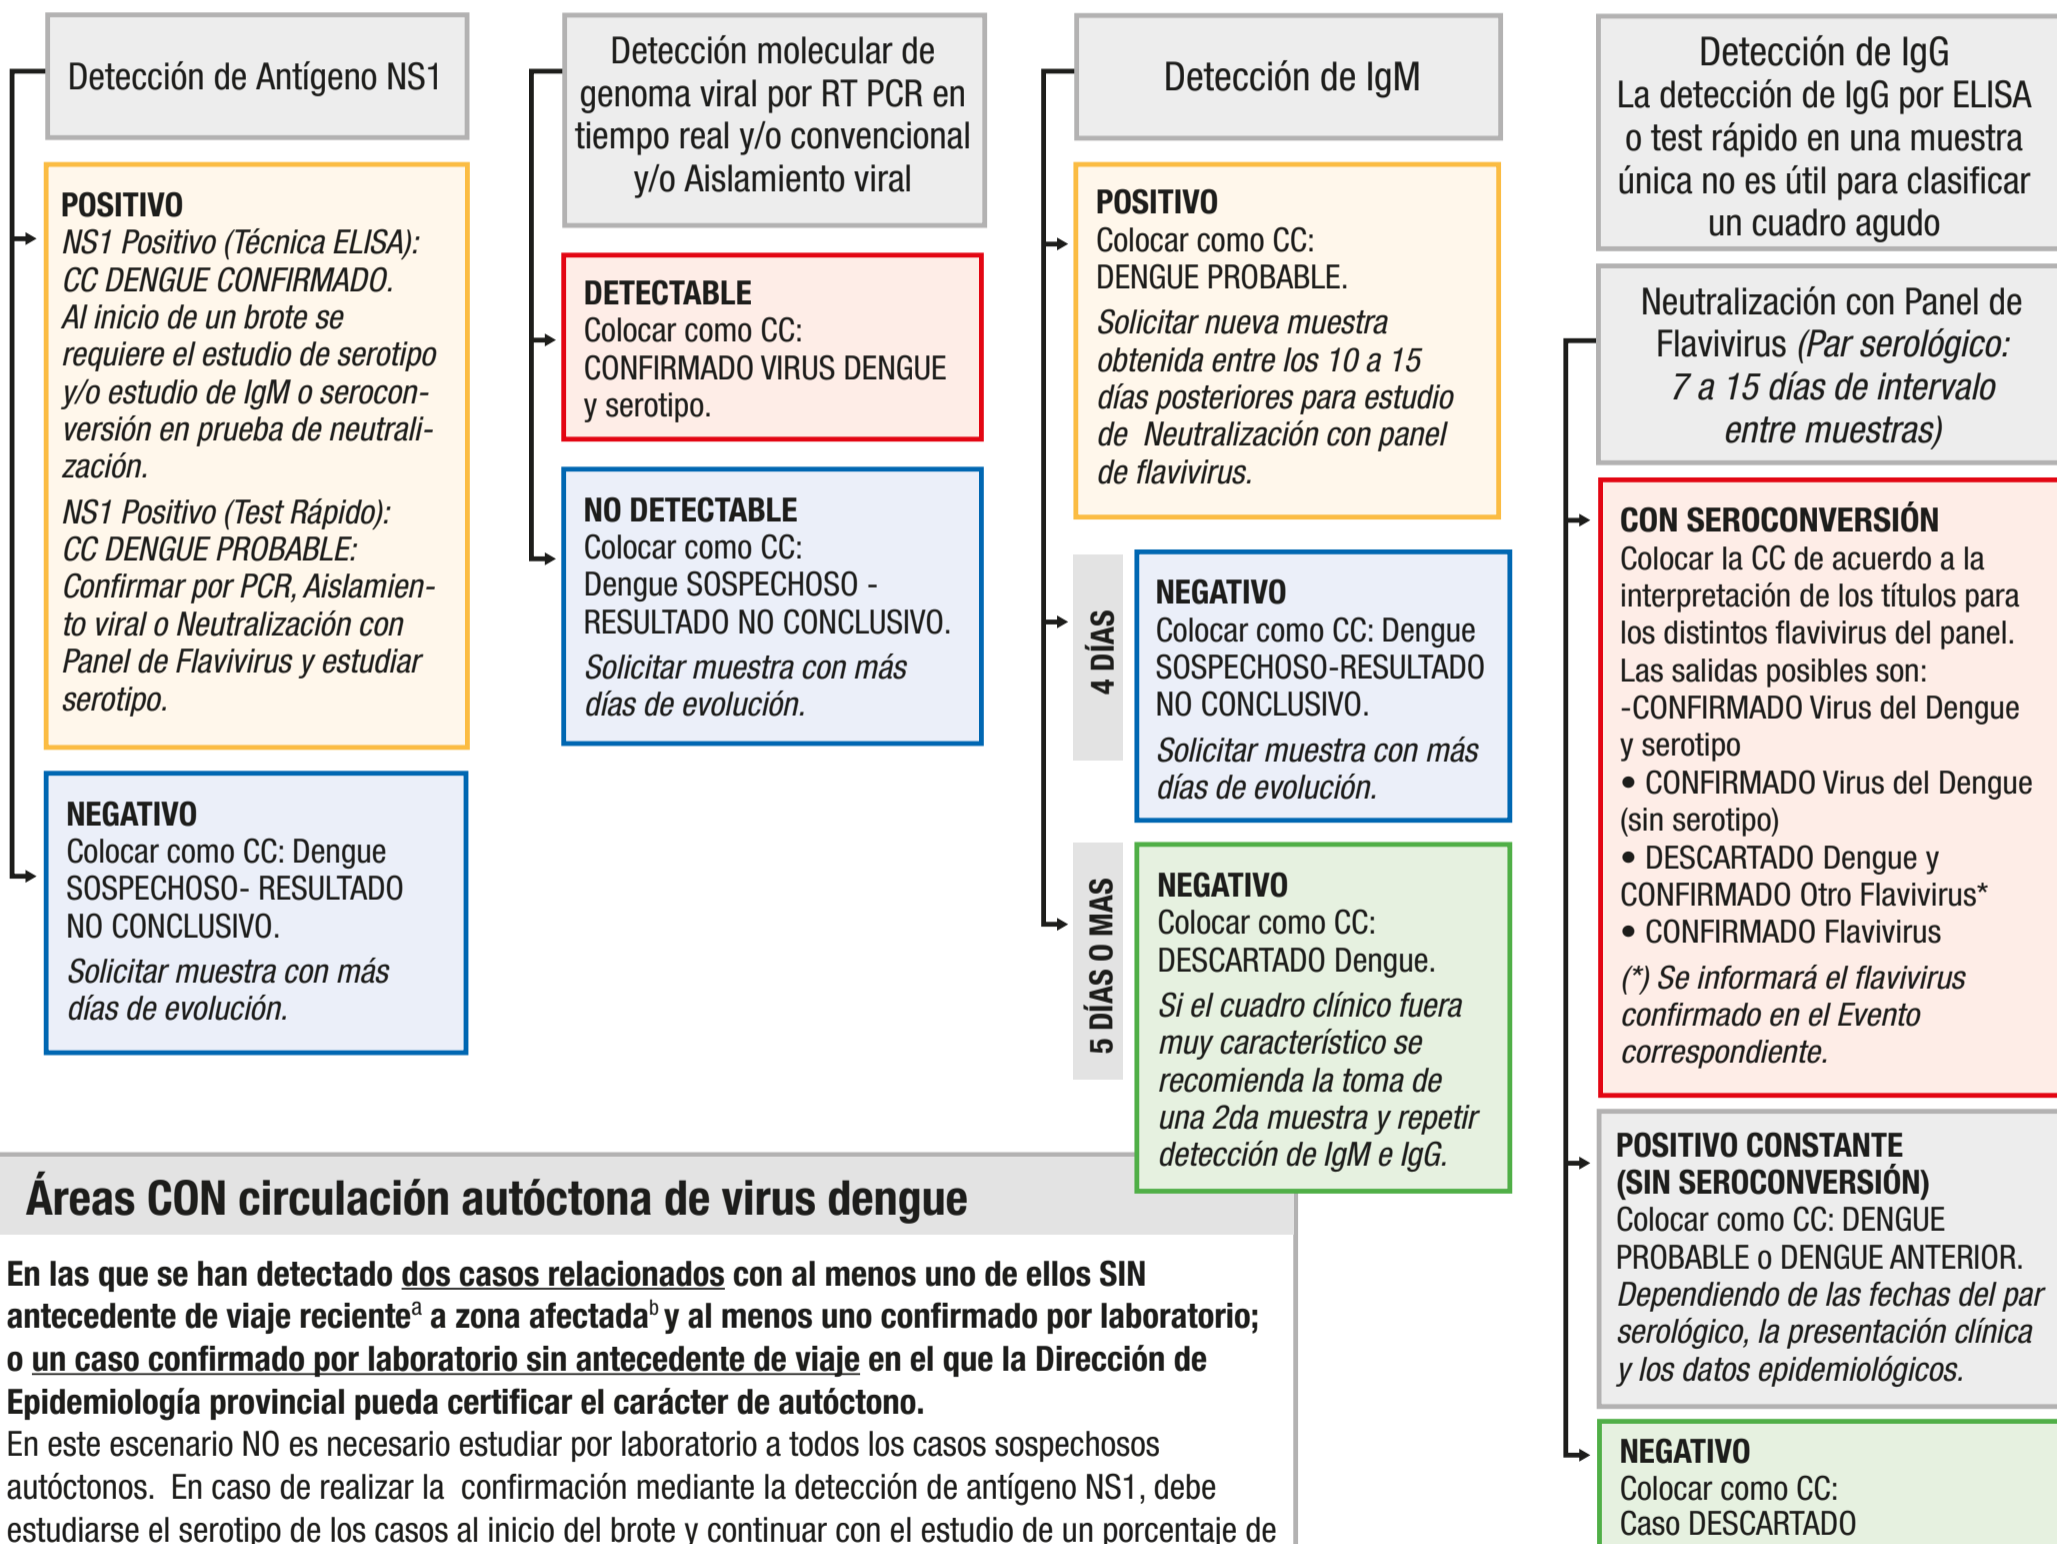 Detección de Antígeno NS1
POSITIVO
NS1 Positivo (Técnica ELISA):
CC DENGUE CONFIRMADO.
Al inicio de un brote se
requiere el estudio de serotipo
y/o estudio de IgM o serocon-
versión en prueba de neutrali-
zación.
NS1 Positivo (Test Rápido):
CC DENGUE PROBABLE:
Confirmar por PCR, Aislamien-
to viral o Neutralización con
Panel de Flavivirus y estudiar
serotipo.
NEGATIVO
Colocar como CC: Dengue
SOSPECHOSO- RESULTADO
NO CONCLUSIVO.
Solicitar muestra con más
días de evolución.
Detección molecular de
genoma viral por RT PCR en
tiempo real y/o convencional
y/o Aislamiento viral
DETECTABLE
Colocar como CC:
CONFIRMADO VIRUS DENGUE
y serotipo.
NO DETECTABLE
Colocar como CC:
Dengue SOSPECHOSO -
RESULTADO NO CONCLUSIVO.
Solicitar muestra con más
días de evolución.
Detección de IgM
POSITIVO
Colocar como CC:
DENGUE PROBABLE.
Solicitar nueva muestra
obtenida entre los 10 a 15
días posteriores para estudio
de Neutralización con panel
de flavivirus.
4 DÍAS
NEGATIVO
Colocar como CC: Dengue
SOSPECHOSO-RESULTADO
NO CONCLUSIVO.
Solicitar muestra con más
días de evolución.
5 DÍAS O MAS
NEGATIVO
Colocar como CC:
DESCARTADO Dengue.
Si el cuadro clínico fuera
muy característico se
recomienda la toma de
una 2da muestra y repetir
detección de IgM e IgG.
Detección de IgG
La detección de IgG por ELISA
o test rápido en una muestra
única no es útil para clasificar
un cuadro agudo
Neutralización con Panel de
Flavivirus (Par serológico:
7 a 15 días de intervalo
entre muestras)
CON SEROCONVERSIÓN
Colocar la CC de acuerdo a la
interpretación de los títulos para
los distintos flavivirus del panel.
Las salidas posibles son:
-CONFIRMADO Virus del Dengue
y serotipo
• CONFIRMADO Virus del Dengue
(sin serotipo)
• DESCARTADO Dengue y
CONFIRMADO Otro Flavivirus*
• CONFIRMADO Flavivirus
(*) Se informará el flavivirus
confirmado en el Evento
correspondiente.
POSITIVO CONSTANTE
(SIN SEROCONVERSIÓN)
Colocar como CC: DENGUE
PROBABLE o DENGUE ANTERIOR.
Dependiendo de las fechas del par
serológico, la presentación clínica
y los datos epidemiológicos.
NEGATIVO
Colocar como CC:
Caso DESCARTADO
Áreas CON circulación autóctona de virus dengue
En las que se han detectado dos casos relacionados con al menos uno de ellos SIN
antecedente de viaje recienteᵃ a zona afectadaᵇ y al menos uno confirmado por laboratorio;
o un caso confirmado por laboratorio sin antecedente de viaje en el que la Dirección de
Epidemiología provincial pueda certificar el carácter de autóctono.
En este escenario NO es necesario estudiar por laboratorio a todos los casos sospechosos
autóctonos. En caso de realizar la confirmación mediante la detección de antígeno NS1, debe
estudiarse el serotipo de los casos al inicio del brote y continuar con el estudio de un porcentaje de